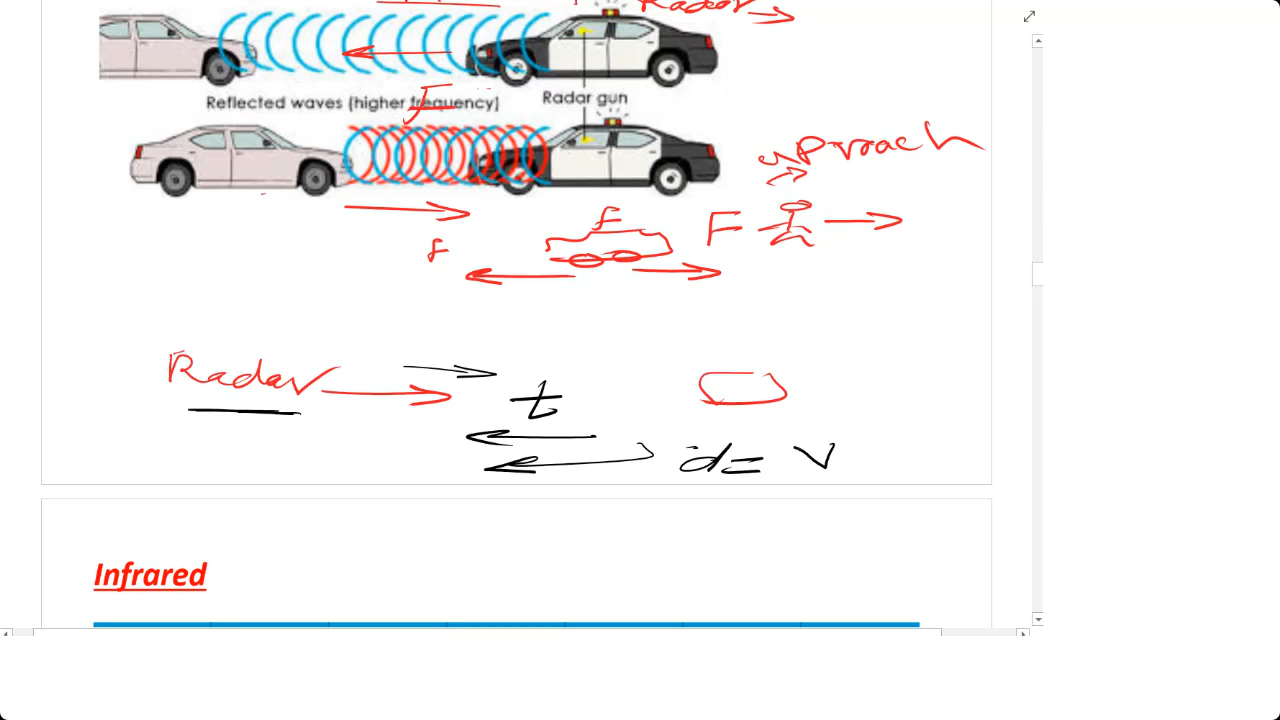 Radar
Reflected waves (higher frequency)
F
Radar gun
approach
f
F
f
Radar
t
d= v
Infrared